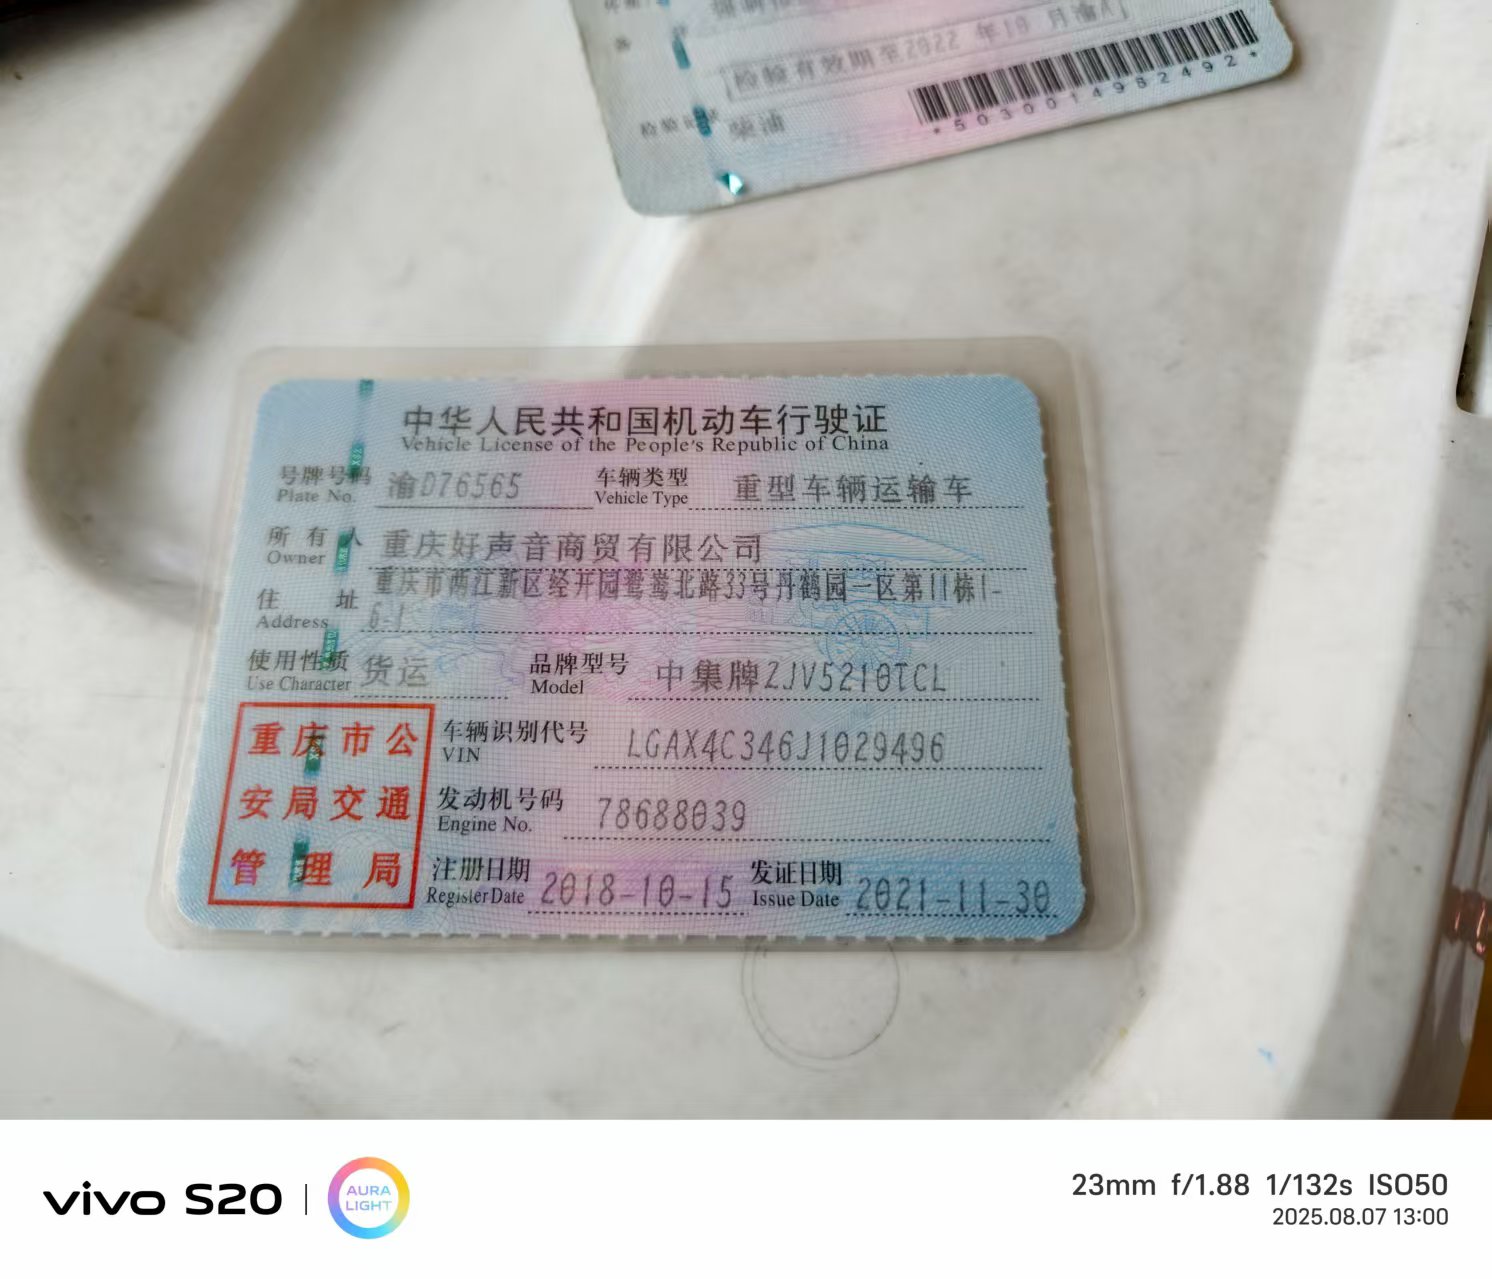 检验有效期至2022年10月渝A
柴油
*5030014982492*
中华人民共和国机动车行驶证
Vehicle License of the People's Republic of China
号牌号码 渝D76565 车辆类型 重型车辆运输车
Plate No. Vehicle Type
所有人 重庆好声音商贸有限公司
Owner
住址 重庆市两江新区经开园鸳鸯北路33号丹鹤园一区第11栋1-
Address 6-1
使用性质 货运 品牌型号 中集牌ZJV5210TCL
Use Character Model
车辆识别代号 LGAX4C346J1029496
VIN
发动机号码 78688039
Engine No.
注册日期 2018-10-15 发证日期 2021-11-30
Register Date Issue Date
重庆市公
安局交通
管理局
vivo S20 | AURA LIGHT
23mm f/1.88 1/132s ISO50
2025.08.07 13:00